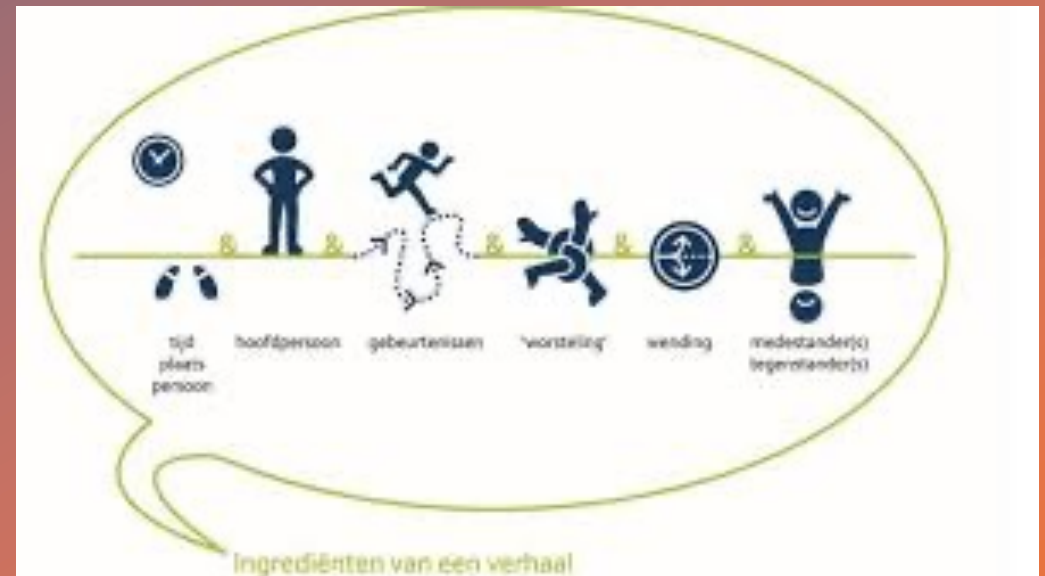 & & & & &
tijd
plaats
persoon
hoofdpersoon
gebeurtenissen
'worsteling'
wending
medestander(s)
tegenstander(s)
Ingrediënten van een verhaal